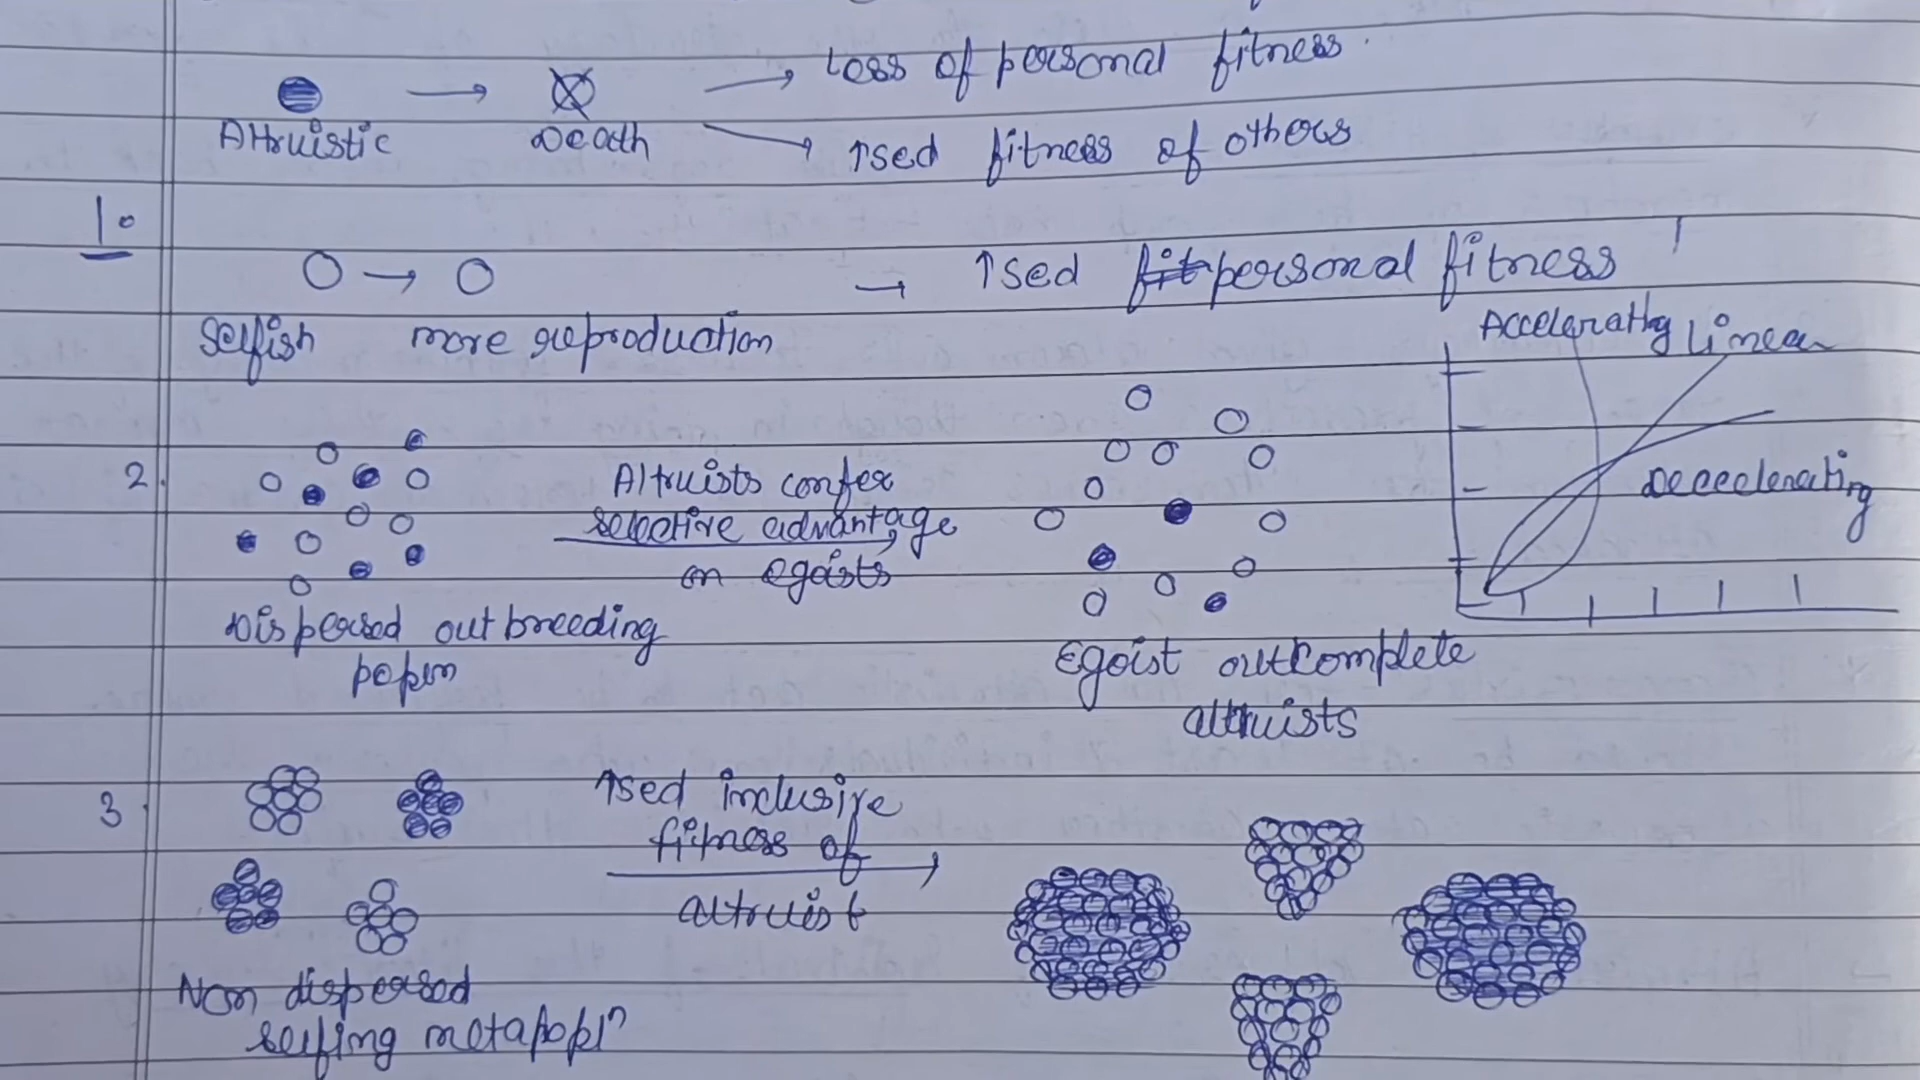 → Loss of personal fitness.
Altruistic → Death → ↑sed fitness of others
1.
○ → ○ → ↑sed fit personal fitness
Selfish more reproduction
Accelerating Linear
2.
Altruists confer
selective advantage
on egoists
Decelerating
Dispersed outbreeding
popln
Egoist outcomplete
altruists
3.
↑sed inclusive
fitness of
altruist
Non dispersed
selfing metapopln